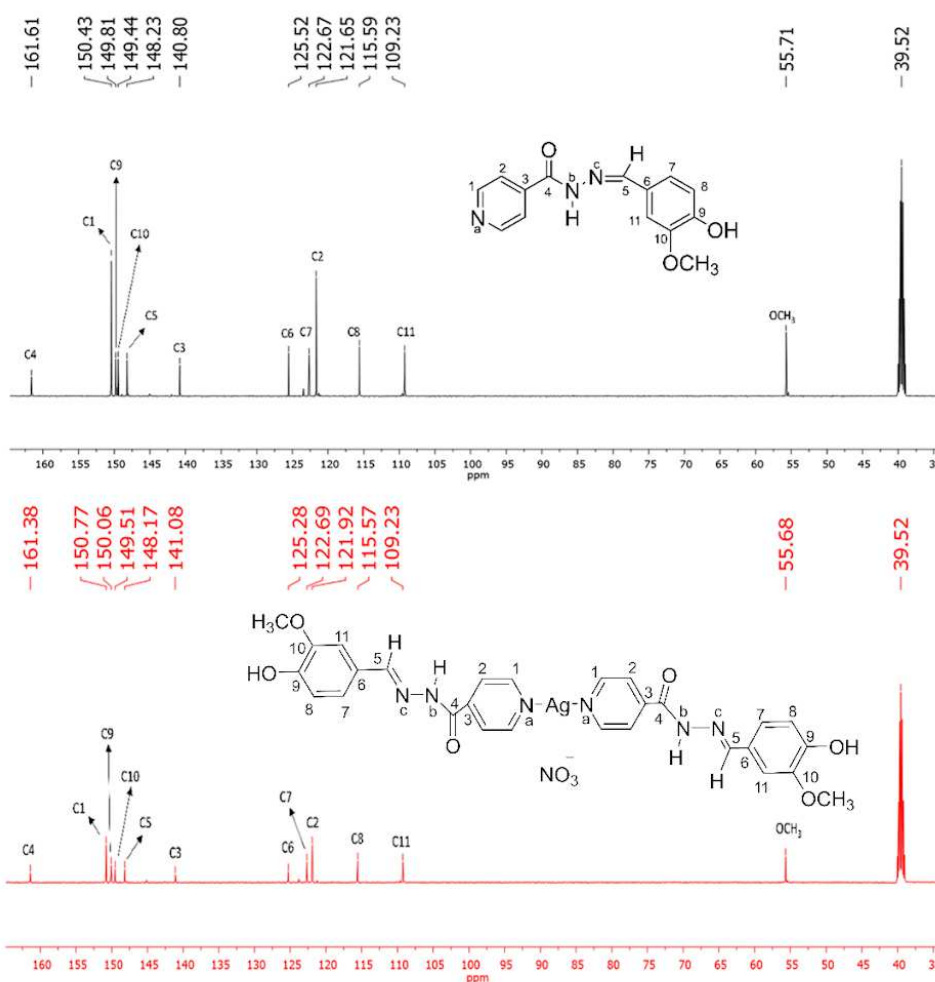 161.61
150.43
149.81
149.44
148.23
140.80
125.52
122.67
121.65
115.59
109.23
55.71
39.52
C9
C1
C10
C5
C4
C3
C6
C7
C2
C8
C11
OCH3
O
H
2
3
4
b
N
H
c
N
5
6
7
8
9
OH
10
11
OCH3
1
N
a
160 155 150 145 140 135 130 125 120 115 110 105 100 95 90 85 80 75 70 65 60 55 50 45 40 35
ppm
161.38
150.77
150.06
149.51
148.17
141.08
125.28
122.69
121.92
115.57
109.23
55.68
39.52
H3CO
10
11
HO
9
8
7
6
5
H
N
c
H
N
b
4
O
3
2
1
N
a
Ag
N
a
1
2
3
O
4
b
N
H
c
N
5
H
6
7
8
9
OH
10
11
OCH3
NO3
−
C9
C1
C10
C5
C4
C3
C6
C7
C2
C8
C11
OCH3
160 155 150 145 140 135 130 125 120 115 110 105 100 95 90 85 80 75 70 65 60 55 50 45 40 35
ppm